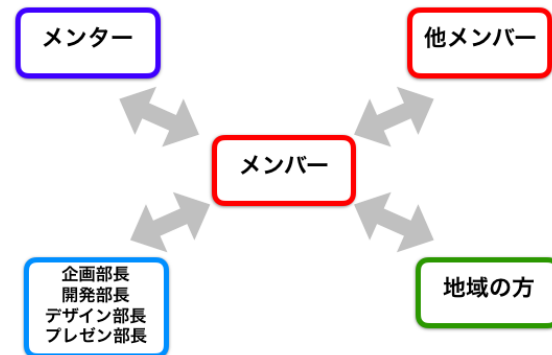 メンター
他メンバー
メンバー
企画部長
開発部長
デザイン部長
プレゼン部長
地域の方